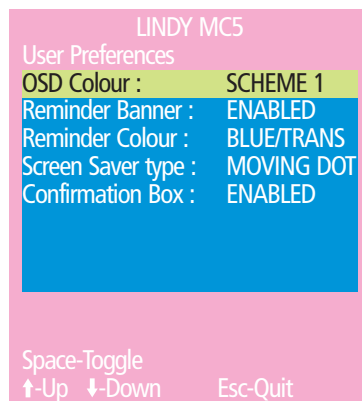 LINDY MC5
User Preferences
OSD Colour : SCHEME 1
Reminder Banner : ENABLED
Reminder Colour : BLUE/TRANS
Screen Saver type : MOVING DOT
Confirmation Box : ENABLED
Space-Toggle
↑-Up ↓-Down Esc-Quit